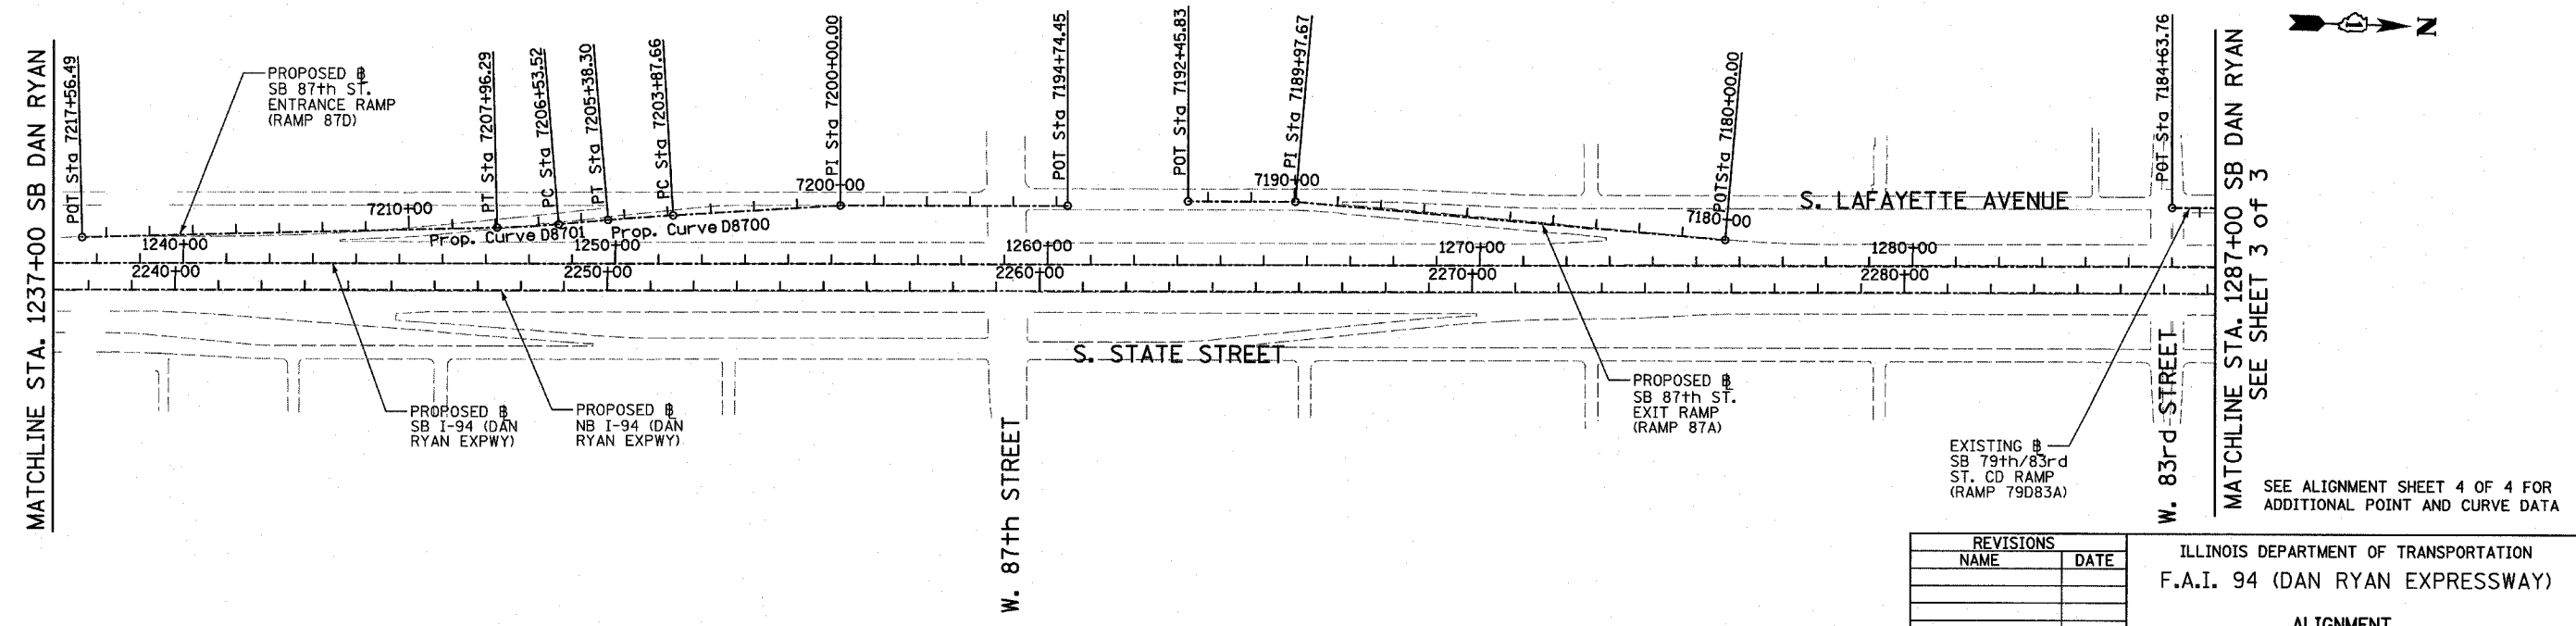 MATCHLINE STA. 1237+00 SB DAN RYAN
POT Sta 7217+56.49
PROPOSED ℄
SB 87th ST.
ENTRANCE RAMP
(RAMP 87D)
PT Sta 7207+96.29
PC Sta 7206+53.52
PT Sta 7205+38.30
PC Sta 7203+87.66
PI Sta 7200+00.00
POT Sta 7194+74.45
POT Sta 7192+45.83
PI Sta 7189+97.67
POTSta 7180+00.00
POT Sta 7184+63.76
MATCHLINE STA. 1287+00 SB DAN RYAN
SEE SHEET 3 of 3
N
7210+00
7200+00
7190+00
7180+00
S. LAFAYETTE AVENUE
Prop. Curve D8701
Prop. Curve D8700
1240+00
1250+00
1260+00
1270+00
1280+00
2240+00
2250+00
2260+00
2270+00
2280+00
S. STATE STREET
PROPOSED ℄
SB I-94 (DAN
RYAN EXPWY)
PROPOSED ℄
NB I-94 (DAN
RYAN EXPWY)
W. 87th STREET
PROPOSED ℄
SB 87th ST.
EXIT RAMP
(RAMP 87A)
EXISTING ℄
SB 79th/83rd
ST. CD RAMP
(RAMP 79D83A)
W. 83rd STREET
SEE ALIGNMENT SHEET 4 OF 4 FOR
ADDITIONAL POINT AND CURVE DATA
REVISIONS
NAME DATE
ILLINOIS DEPARTMENT OF TRANSPORTATION
F.A.I. 94 (DAN RYAN EXPRESSWAY)
ALIGNMENT